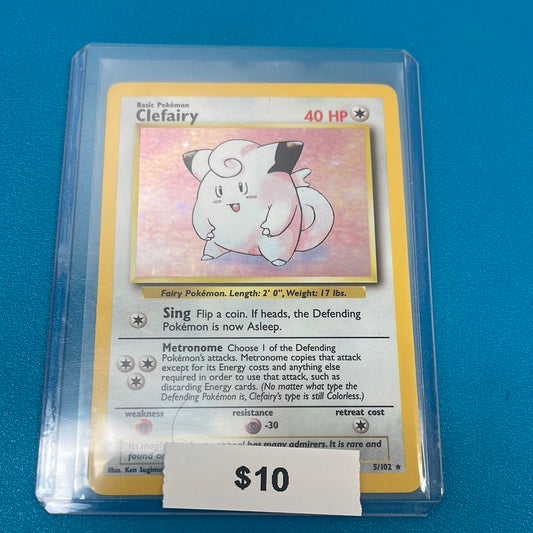 Basic Pokémon
Clefairy 40 HP
Fairy Pokémon. Length: 2' 0", Weight: 17 lbs.
Sing Flip a coin. If heads, the Defending
Pokémon is now Asleep.
Metronome Choose 1 of the Defending
Pokémon's attacks. Metronome copies that attack
except for its Energy costs and anything else
required in order to use that attack, such as
discarding Energy cards. (No matter what type the
Defending Pokémon is, Clefairy's type is still Colorless.)
weakness resistance retreat cost
-30
has many admirers. It is rare and
found
Illus. Ken Sugimo
5/102 ★
$10